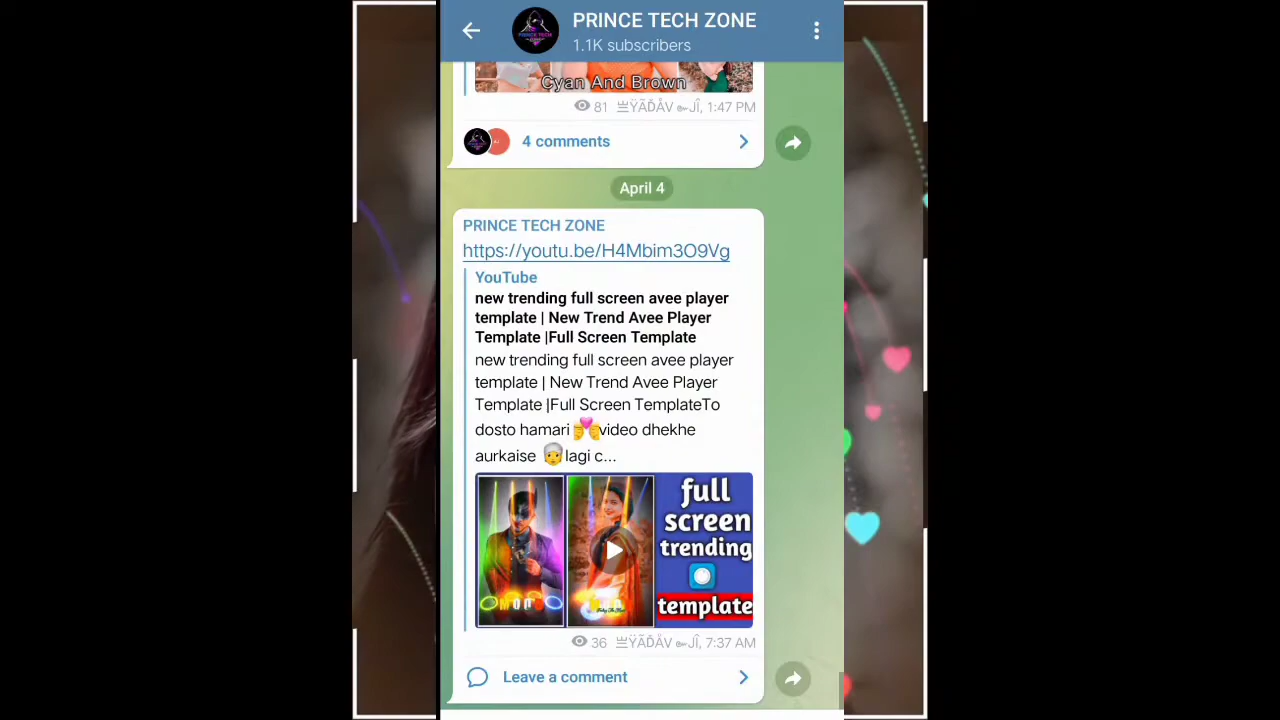 PRINCE TECH ZONE
1.1K subscribers
Cyan And Brown
81 ㅛŸÃĎÅV ๛JÎ, 1:47 PM
4 comments
April 4
PRINCE TECH ZONE
https://youtu.be/H4Mbim3O9Vg
YouTube
new trending full screen avee player
template | New Trend Avee Player
Template |Full Screen Template
new trending full screen avee player
template | New Trend Avee Player
Template |Full Screen TemplateTo
dosto hamari 💏video dhekhe
aurkaise 🧓lagi c...
full
screen
trending
template
36 7:37 AM
Leave a comment